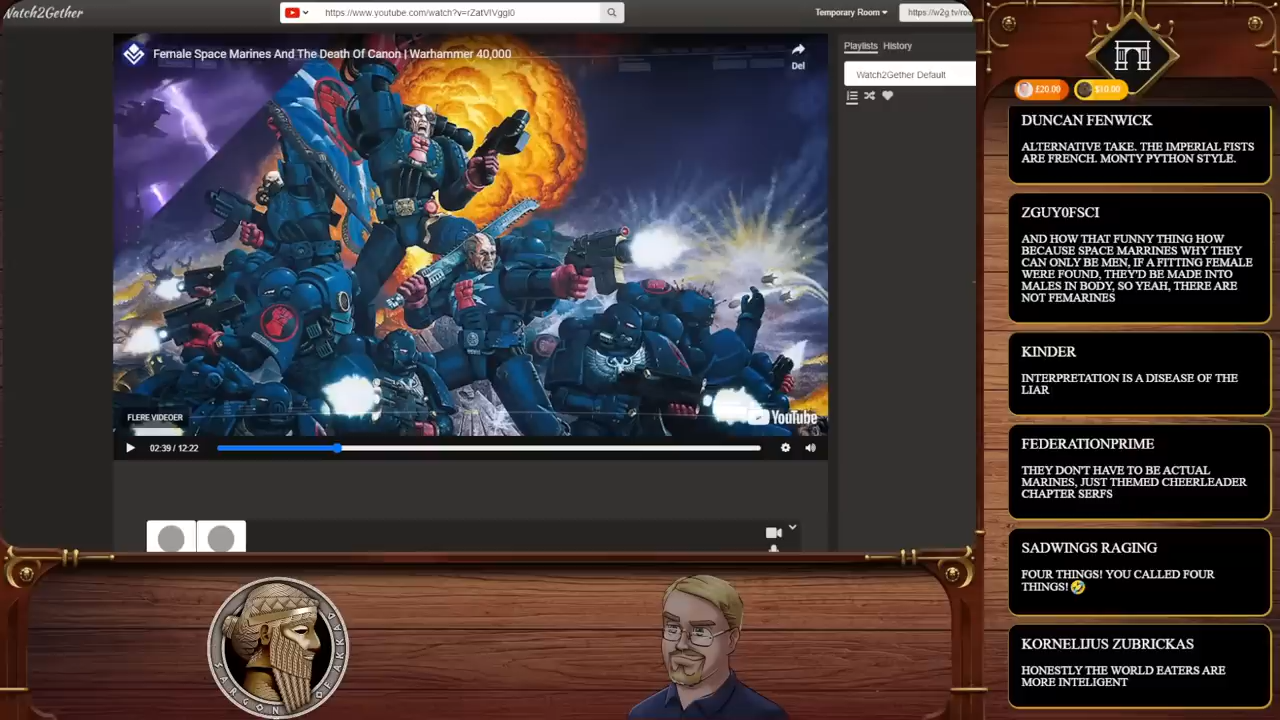 Watch2Gether
https://www.youtube.com/watch?v=rZatVIVggI0
Temporary Room
https://w2g.tv/roo
Female Space Marines And The Death Of Canon | Warhammer 40,000
Del
FLERE VIDEOER
YouTube
02:39 / 12:22
Playlists History
Watch2Gether Default
SARGON OF AKKAD
£20.00
$10.00
DUNCAN FENWICK
ALTERNATIVE TAKE. THE IMPERIAL FISTS
ARE FRENCH. MONTY PYTHON STYLE.
ZGUY0FSCI
AND HOW THAT FUNNY THING HOW
BECAUSE SPACE MARRINES WHY THEY
CAN ONLY BE MEN, IF A FITTING FEMALE
WERE FOUND, THEY'D BE MADE INTO
MALES IN BODY, SO YEAH, THERE ARE
NOT FEMARINES
KINDER
INTERPRETATION IS A DISEASE OF THE
LIAR
FEDERATIONPRIME
THEY DON'T HAVE TO BE ACTUAL
MARINES, JUST THEMED CHEERLEADER
CHAPTER SERFS
SADWINGS RAGING
FOUR THINGS! YOU CALLED FOUR
THINGS!🤣
KORNELIJUS ZUBRICKAS
HONESTLY THE WORLD EATERS ARE
MORE INTELIGENT